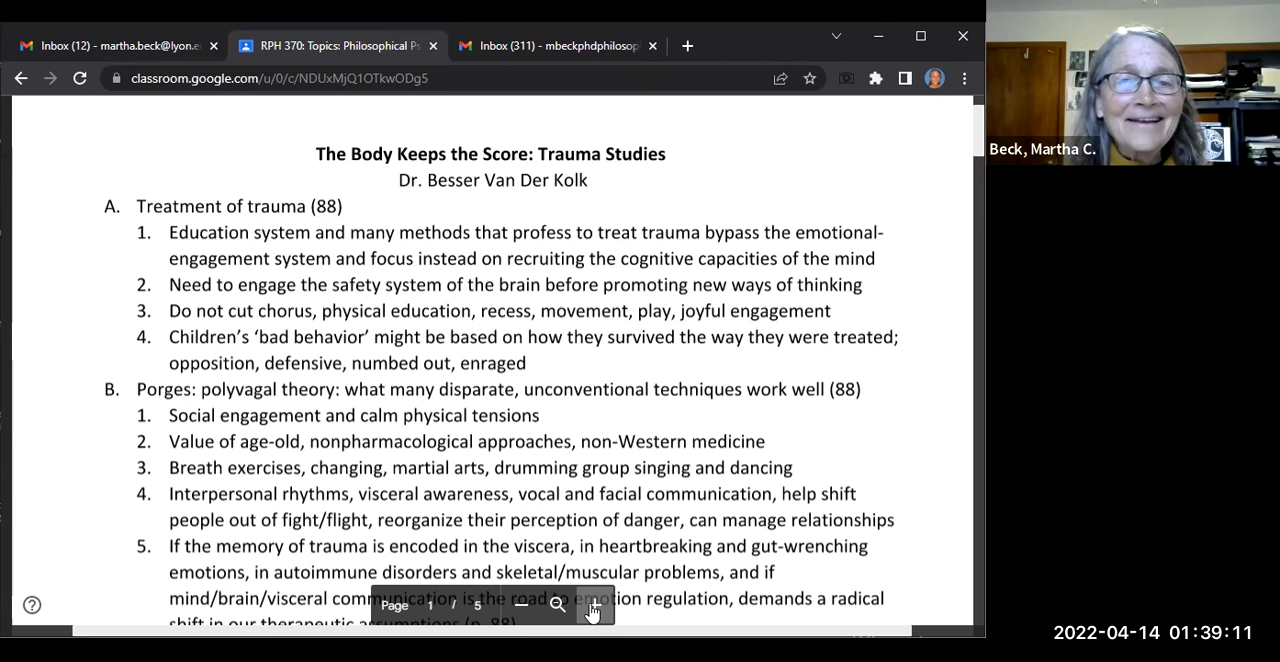 Inbox (12) - martha.beck@lyon.e
RPH 370: Topics: Philosophical Ps
Inbox (311) - mbeckphdphilosop
classroom.google.com/u/0/c/NDUxMjQ1OTkwODg5
Beck, Martha C.
The Body Keeps the Score: Trauma Studies
Dr. Besser Van Der Kolk
A. Treatment of trauma (88)
1. Education system and many methods that profess to treat trauma bypass the emotional-
engagement system and focus instead on recruiting the cognitive capacities of the mind
2. Need to engage the safety system of the brain before promoting new ways of thinking
3. Do not cut chorus, physical education, recess, movement, play, joyful engagement
4. Children's 'bad behavior' might be based on how they survived the way they were treated;
opposition, defensive, numbed out, enraged
B. Porges: polyvagal theory: what many disparate, unconventional techniques work well (88)
1. Social engagement and calm physical tensions
2. Value of age-old, nonpharmacological approaches, non-Western medicine
3. Breath exercises, changing, martial arts, drumming group singing and dancing
4. Interpersonal rhythms, visceral awareness, vocal and facial communication, help shift
people out of fight/flight, reorganize their perception of danger, can manage relationships
5. If the memory of trauma is encoded in the viscera, in heartbreaking and gut-wrenching
emotions, in autoimmune disorders and skeletal/muscular problems, and if
mind/brain/visceral communication is the road to emotion regulation, demands a radical
shift in our therapeutic assumptions (p. 88)
Page 1 / 5
2022-04-14 01:39:11